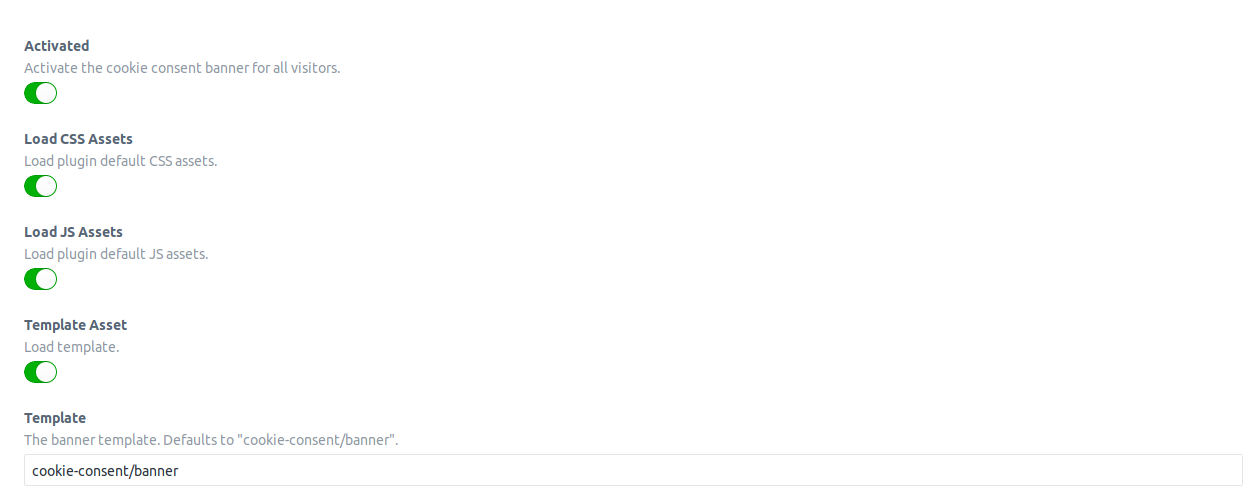 Activated
Activate the cookie consent banner for all visitors.
Load CSS Assets
Load plugin default CSS assets.
Load JS Assets
Load plugin default JS assets.
Template Asset
Load template.
Template
The banner template. Defaults to "cookie-consent/banner".
cookie-consent/banner